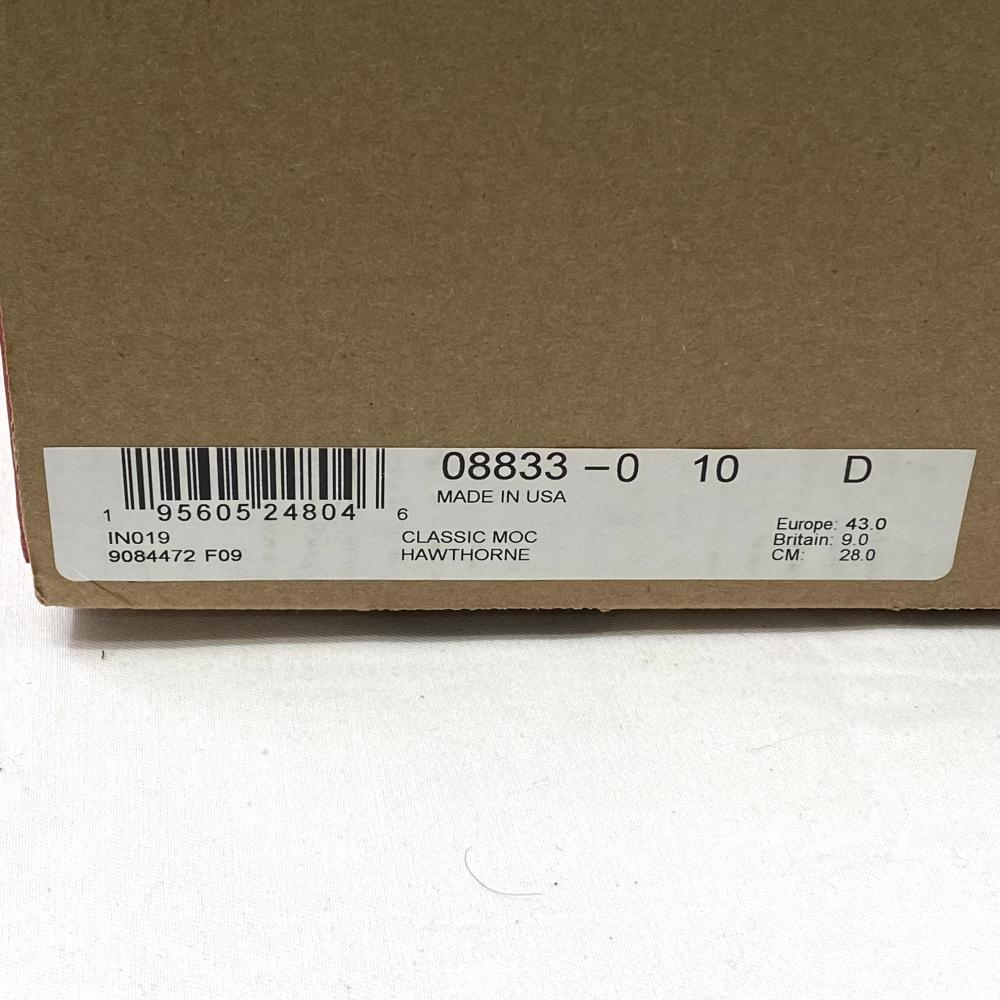 08833 –0 10 D
MADE IN USA
1 95605 24804 6
IN019
9084472 F09
CLASSIC MOC
HAWTHORNE
Europe: 43.0
Britain: 9.0
CM: 28.0